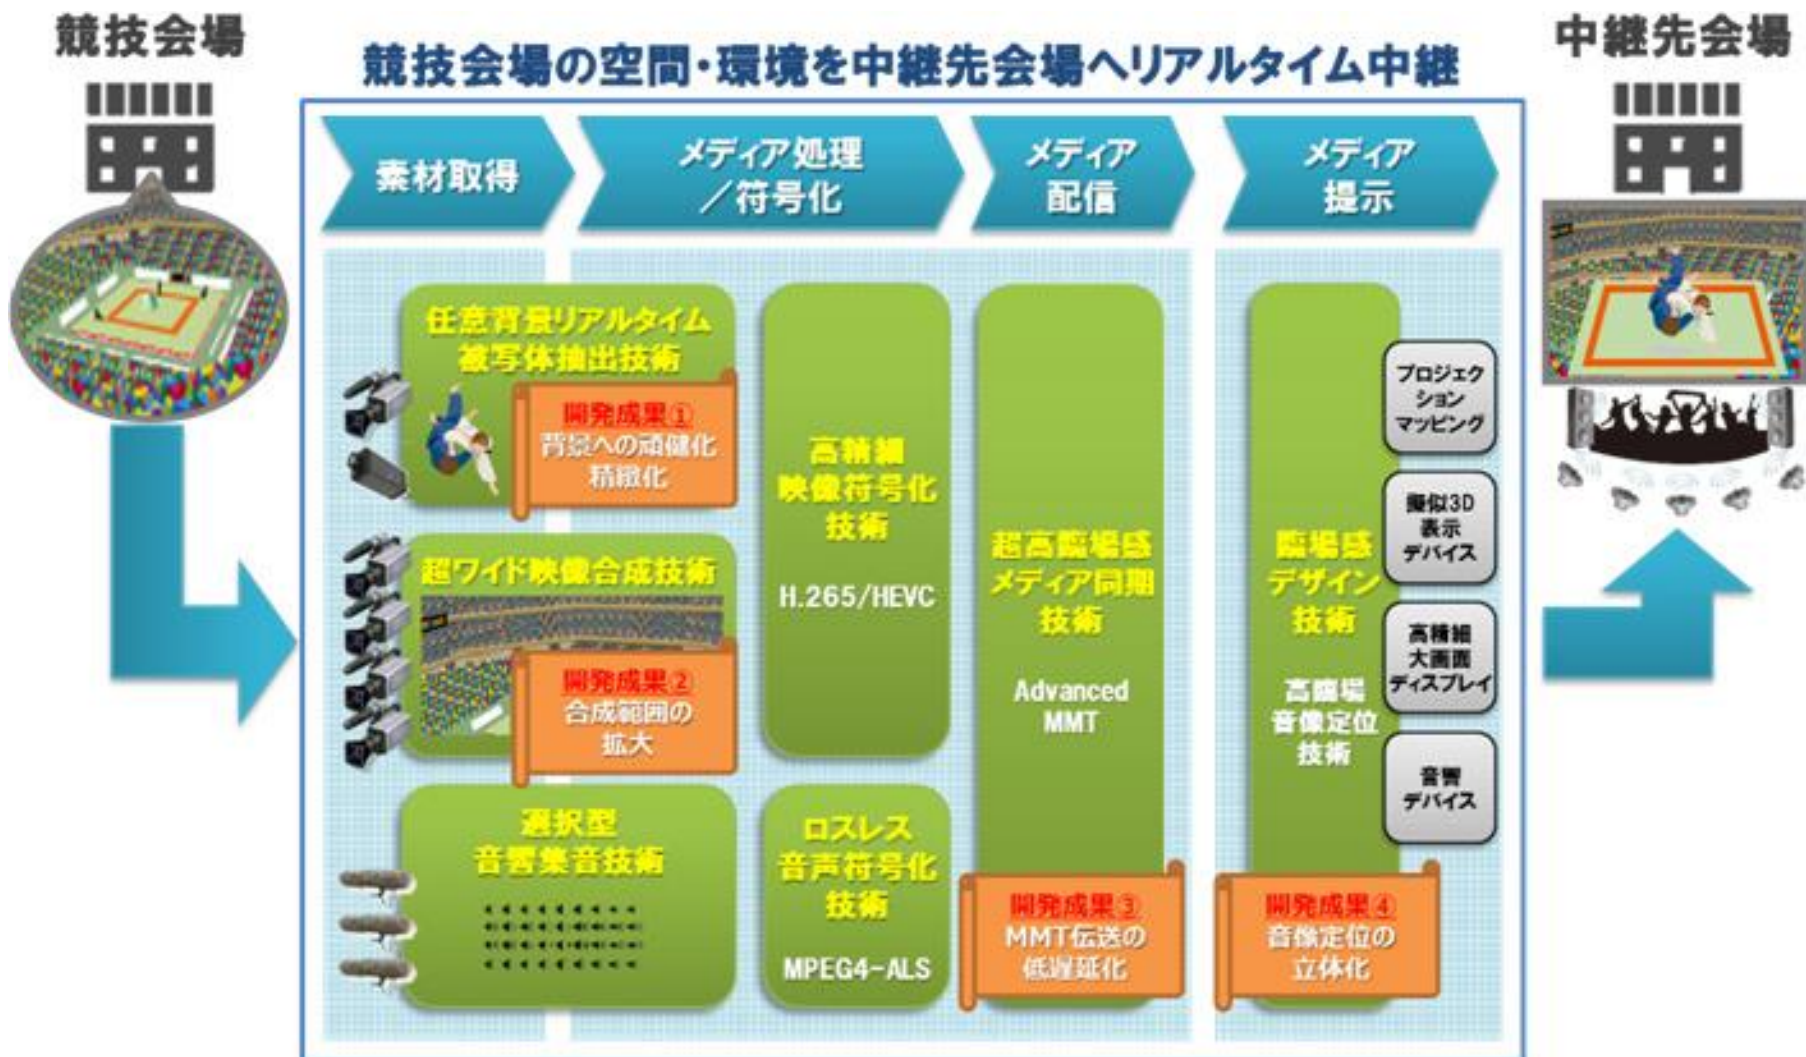 競技会場
競技会場の空間・環境を中継先会場へリアルタイム中継
中継先会場
素材取得
メディア処理
／符号化
メディア
配信
メディア
提示
任意背景リアルタイム
被写体抽出技術
開発成果①
背景への頑健化
精緻化
超ワイド映像合成技術
開発成果②
合成範囲の
拡大
選択型
音響集音技術
高精細
映像符号化
技術
H.265/HEVC
ロスレス
音声符号化
技術
MPEG4-ALS
超高臨場感
メディア同期
技術
Advanced
MMT
開発成果③
MMT伝送の
低遅延化
臨場感
デザイン
技術
高臨場
音像定位
技術
開発成果④
音像定位の
立体化
プロジェク
ション
マッピング
擬似3D
表示
デバイス
高精細
大画面
ディスプレイ
音響
デバイス